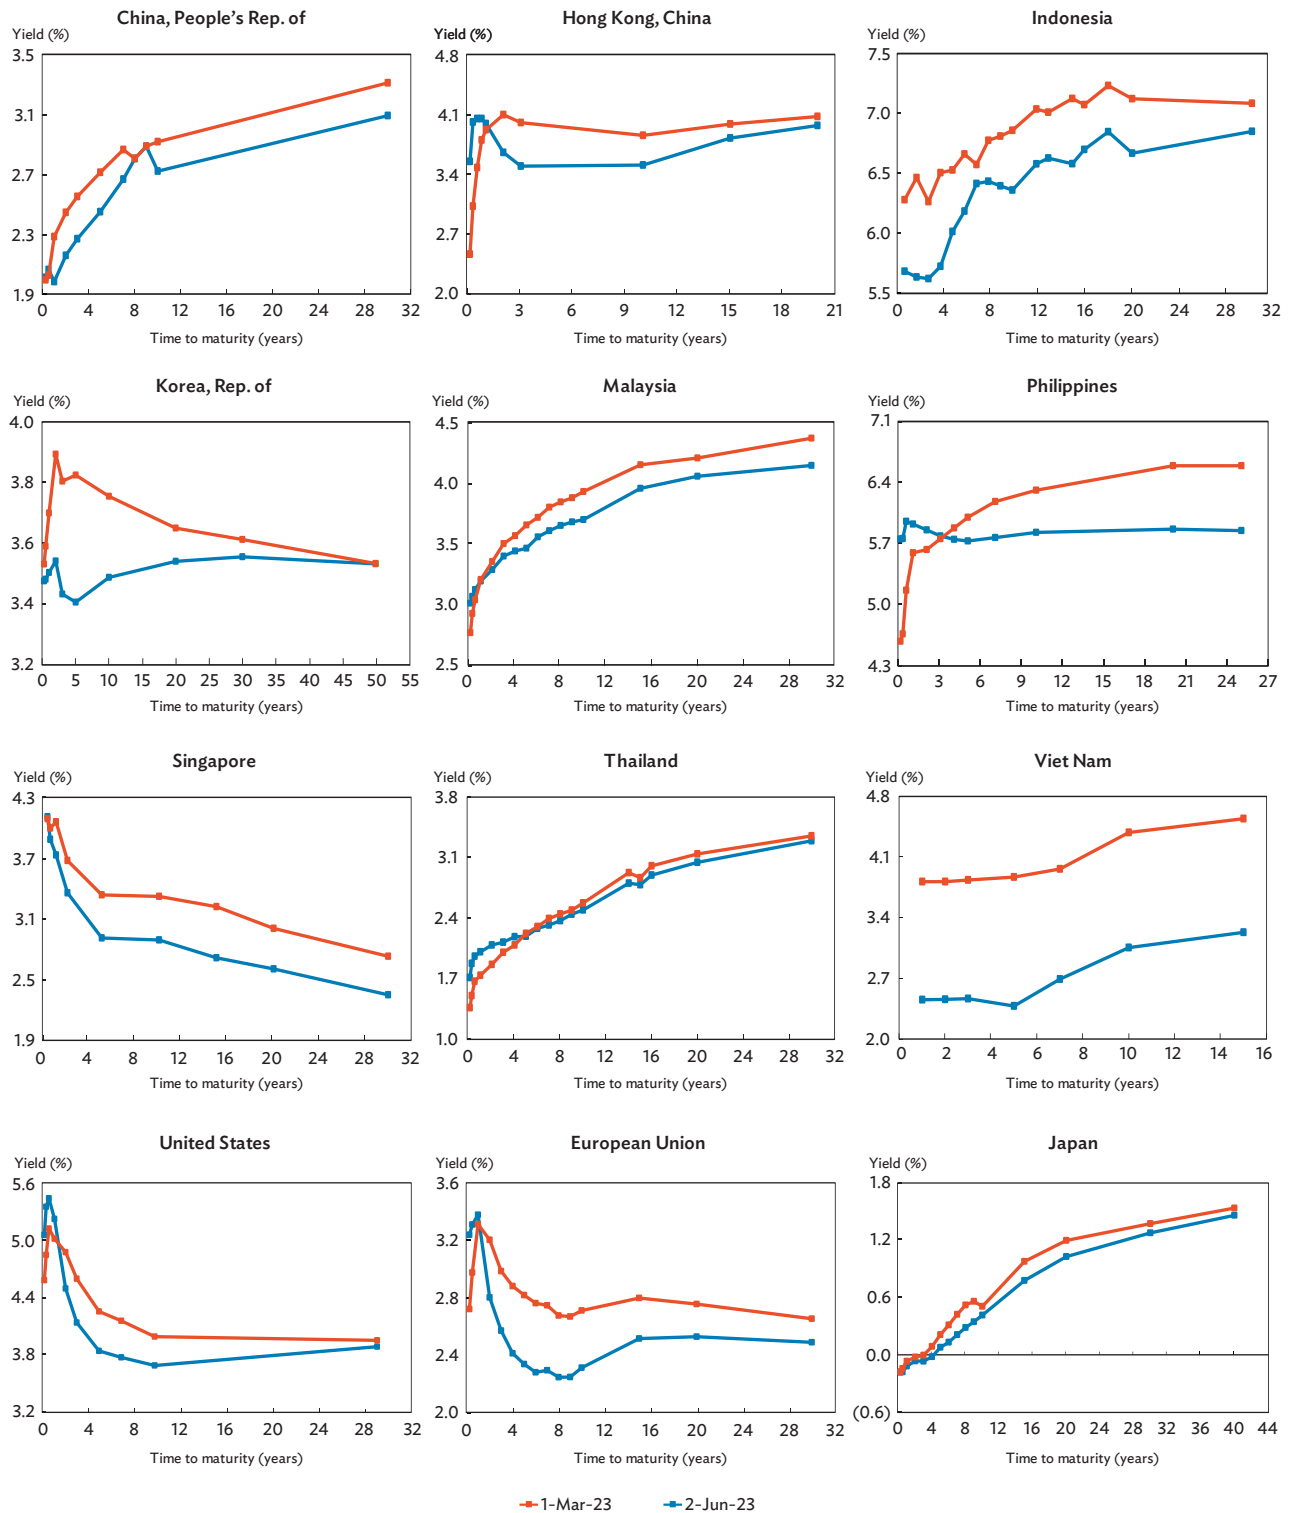 China, People's Rep. of
Yield (%)
3.5
3.1
2.7
2.3
1.9
0 4 8 12 16 20 24 28 32
Time to maturity (years)
Hong Kong, China
Yield (%)
4.8
4.1
3.4
2.7
2.0
0 3 6 9 12 15 18 21
Time to maturity (years)
Indonesia
Yield (%)
7.5
7.0
6.5
6.0
5.5
0 4 8 12 16 20 24 28 32
Time to maturity (years)
Korea, Rep. of
Yield (%)
4.0
3.8
3.6
3.4
3.2
0 5 10 15 20 25 30 35 40 45 50 55
Time to maturity (years)
Malaysia
Yield (%)
4.5
4.0
3.5
3.0
2.5
0 4 8 12 16 20 24 28 32
Time to maturity (years)
Philippines
Yield (%)
7.1
6.4
5.7
5.0
4.3
0 3 6 9 12 15 18 21 24 27
Time to maturity (years)
Singapore
Yield (%)
4.3
3.7
3.1
2.5
1.9
0 4 8 12 16 20 24 28 32
Time to maturity (years)
Thailand
Yield (%)
3.8
3.1
2.4
1.7
1.0
0 4 8 12 16 20 24 28 32
Time to maturity (years)
Viet Nam
Yield (%)
4.8
4.1
3.4
2.7
2.0
0 2 4 6 8 10 12 14 16
Time to maturity (years)
United States
Yield (%)
5.6
5.0
4.4
3.8
3.2
0 4 8 12 16 20 24 28 32
Time to maturity (years)
European Union
Yield (%)
3.6
3.2
2.8
2.4
2.0
0 4 8 12 16 20 24 28 32
Time to maturity (years)
Japan
Yield (%)
1.8
1.2
0.6
0.0
(0.6)
0 4 8 12 16 20 24 28 32 36 40 44
Time to maturity (years)
1-Mar-23 2-Jun-23